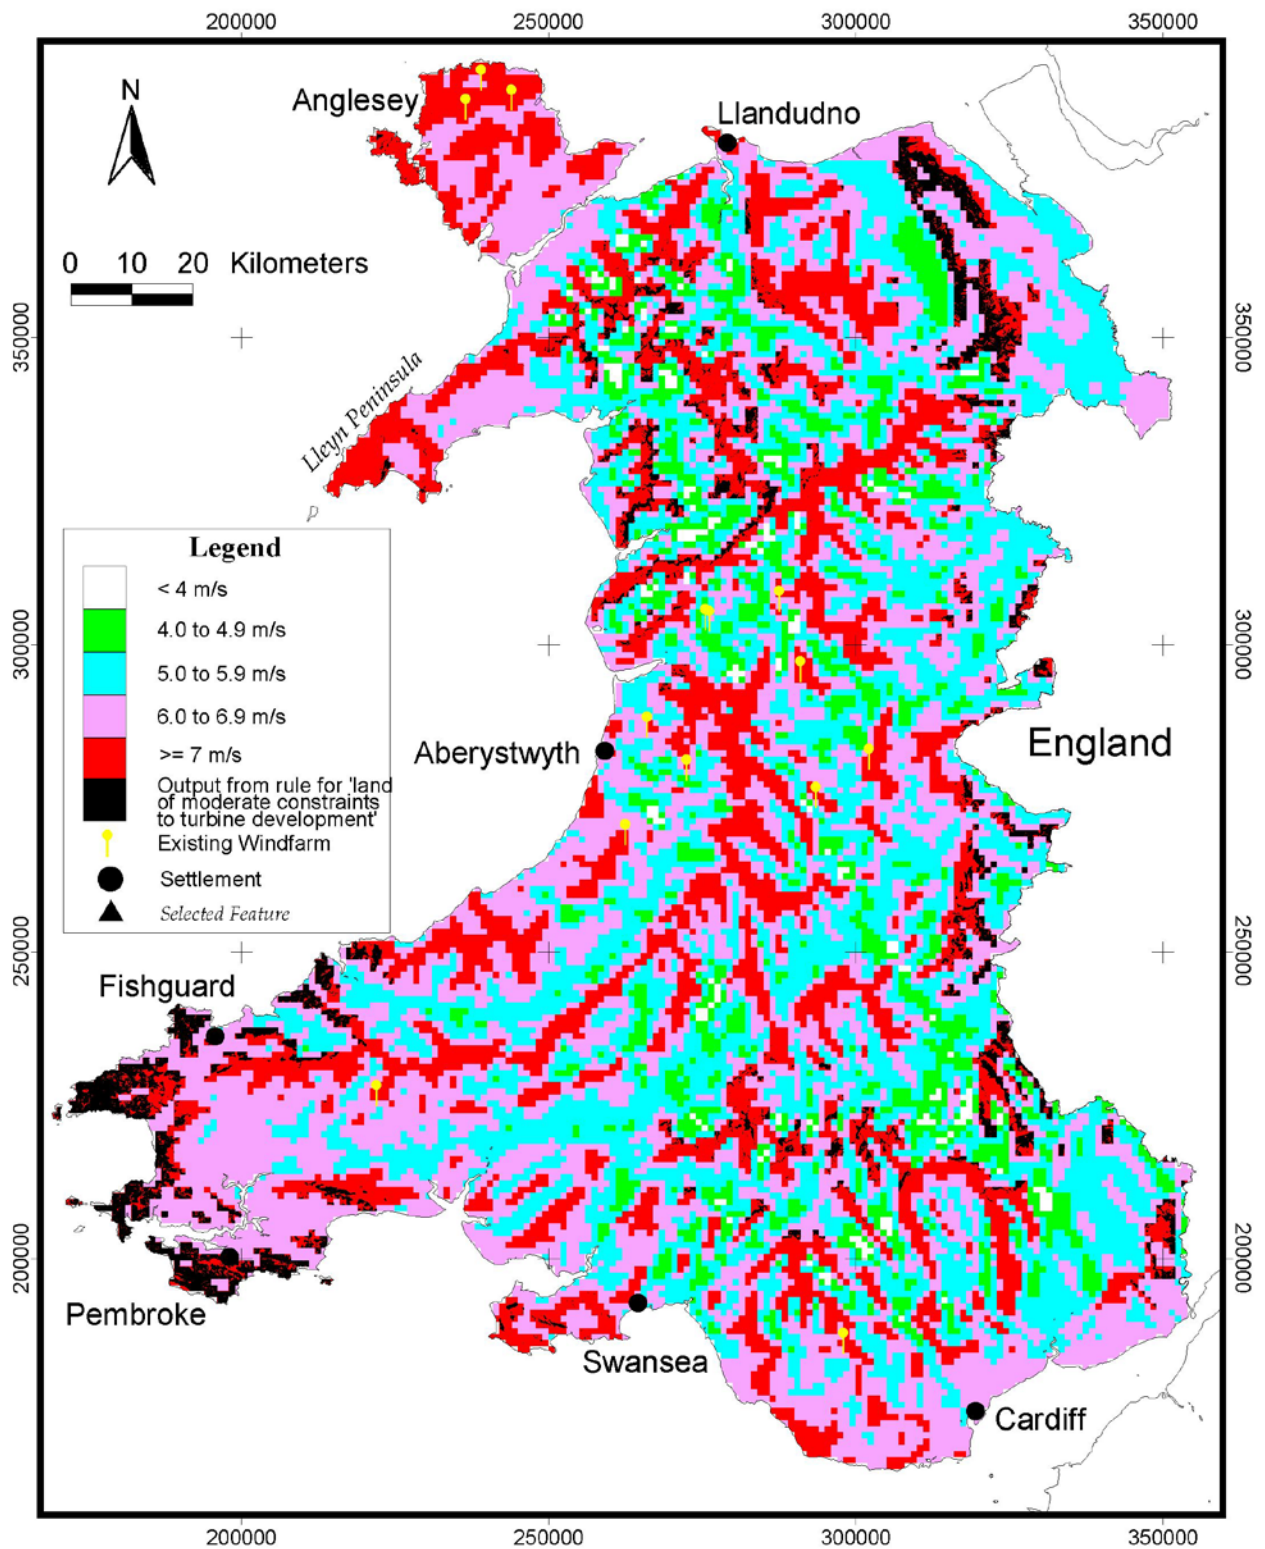 200000 250000 300000 350000
N
Anglesey
Llandudno
0 10 20 Kilometers
350000
350000
Lleyn Peninsula
Legend
< 4 m/s
4.0 to 4.9 m/s
5.0 to 5.9 m/s
6.0 to 6.9 m/s
>= 7 m/s
Output from rule for 'land
of moderate constraints
to turbine development'
Existing Windfarm
Settlement
Selected Feature
300000
300000
Aberystwyth
England
250000
250000
Fishguard
200000
200000
Pembroke
Swansea
Cardiff
200000 250000 300000 350000